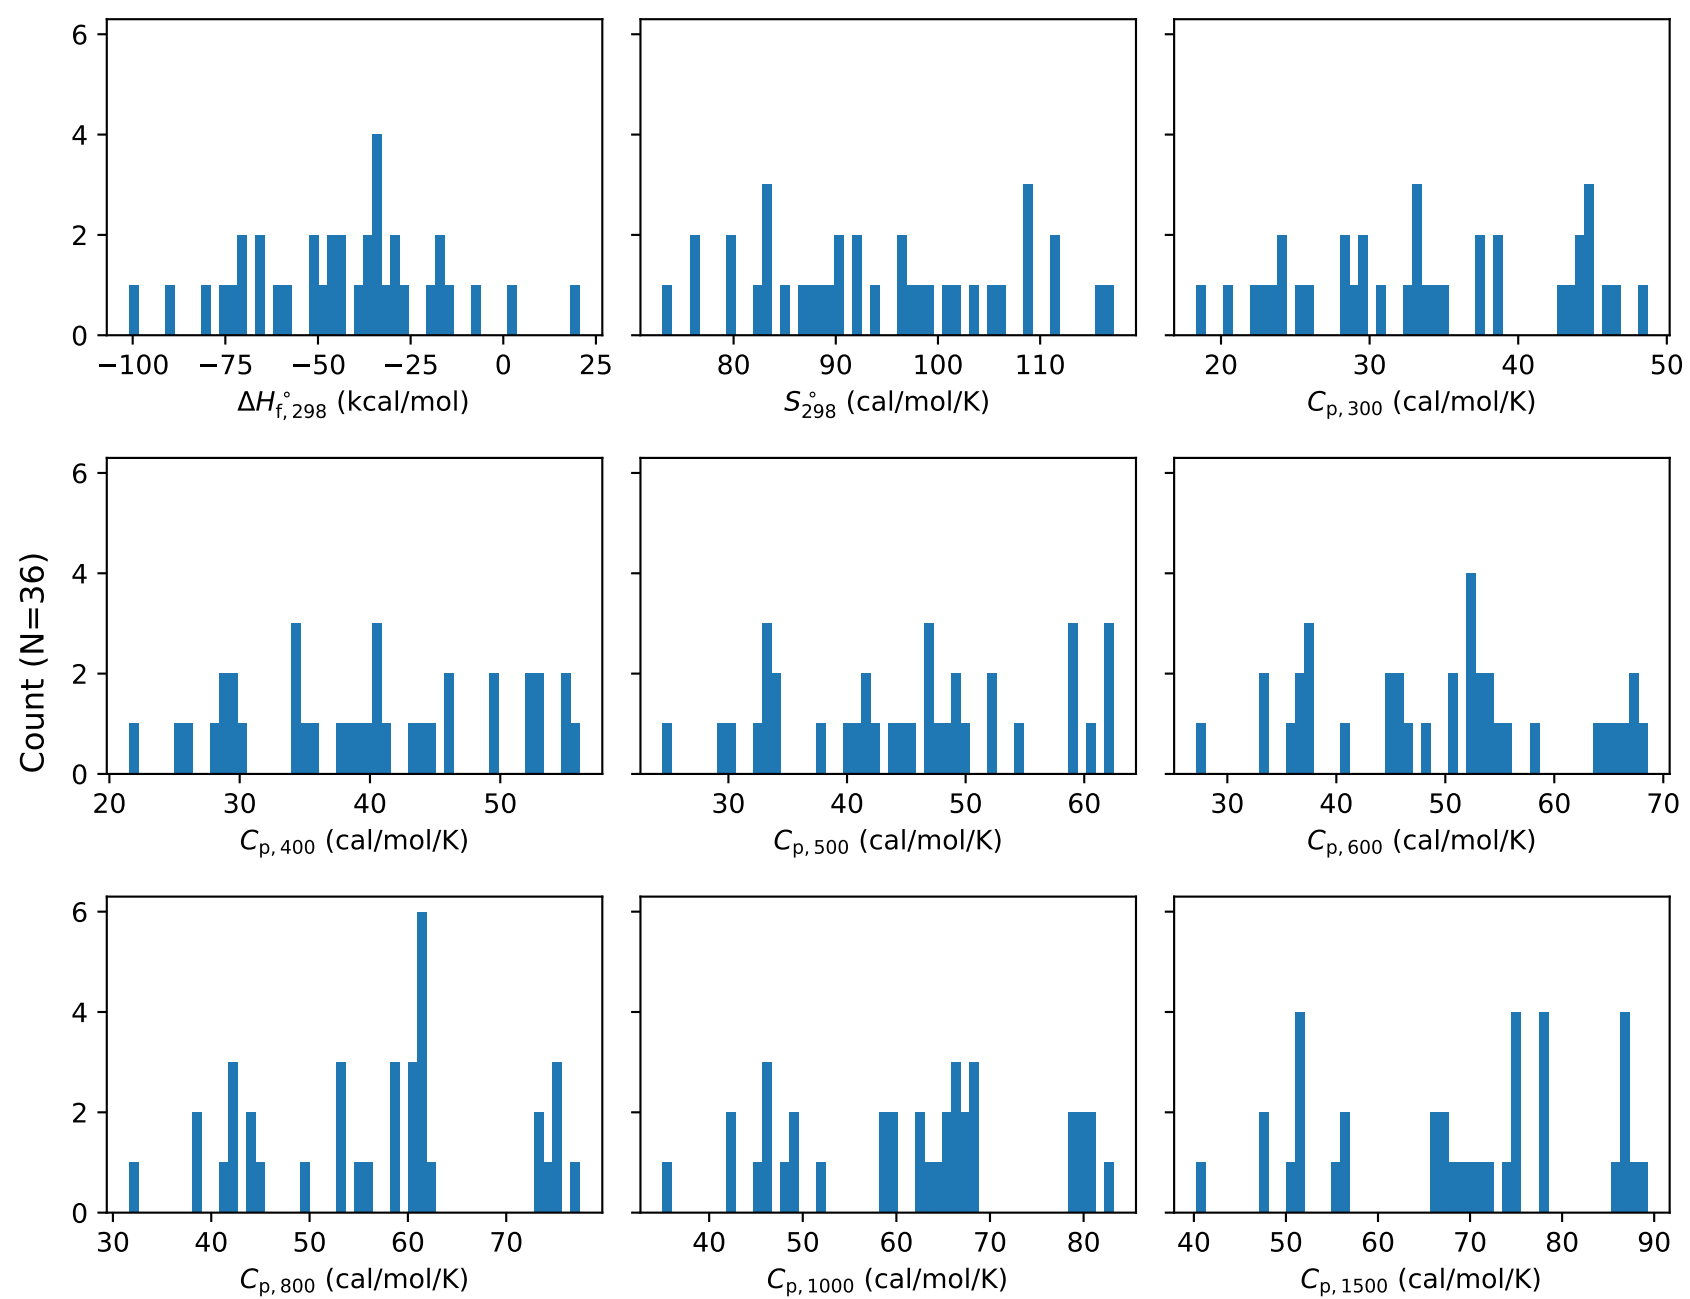 6
4
2
0
−100 −75 −50 −25 0 25
ΔH°f, 298 (kcal/mol)
80 90 100 110
S°298 (cal/mol/K)
20 30 40 50
Cp, 300 (cal/mol/K)
Count (N=36)
6
4
2
0
20 30 40 50
Cp, 400 (cal/mol/K)
30 40 50 60
Cp, 500 (cal/mol/K)
30 40 50 60 70
Cp, 600 (cal/mol/K)
6
4
2
0
30 40 50 60 70
Cp, 800 (cal/mol/K)
40 50 60 70 80
Cp, 1000 (cal/mol/K)
40 50 60 70 80 90
Cp, 1500 (cal/mol/K)